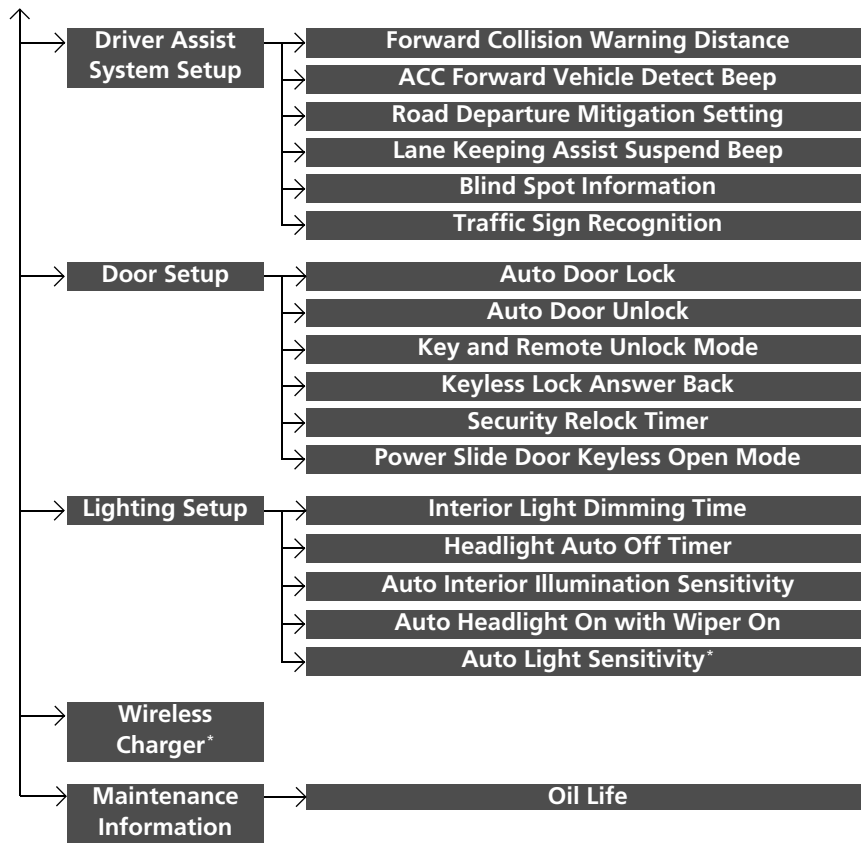 Driver Assist
System Setup
Forward Collision Warning Distance
ACC Forward Vehicle Detect Beep
Road Departure Mitigation Setting
Lane Keeping Assist Suspend Beep
Blind Spot Information
Traffic Sign Recognition
Door Setup
Auto Door Lock
Auto Door Unlock
Key and Remote Unlock Mode
Keyless Lock Answer Back
Security Relock Timer
Power Slide Door Keyless Open Mode
Lighting Setup
Interior Light Dimming Time
Headlight Auto Off Timer
Auto Interior Illumination Sensitivity
Auto Headlight On with Wiper On
Auto Light Sensitivity*
Wireless
Charger*
Maintenance
Information
Oil Life